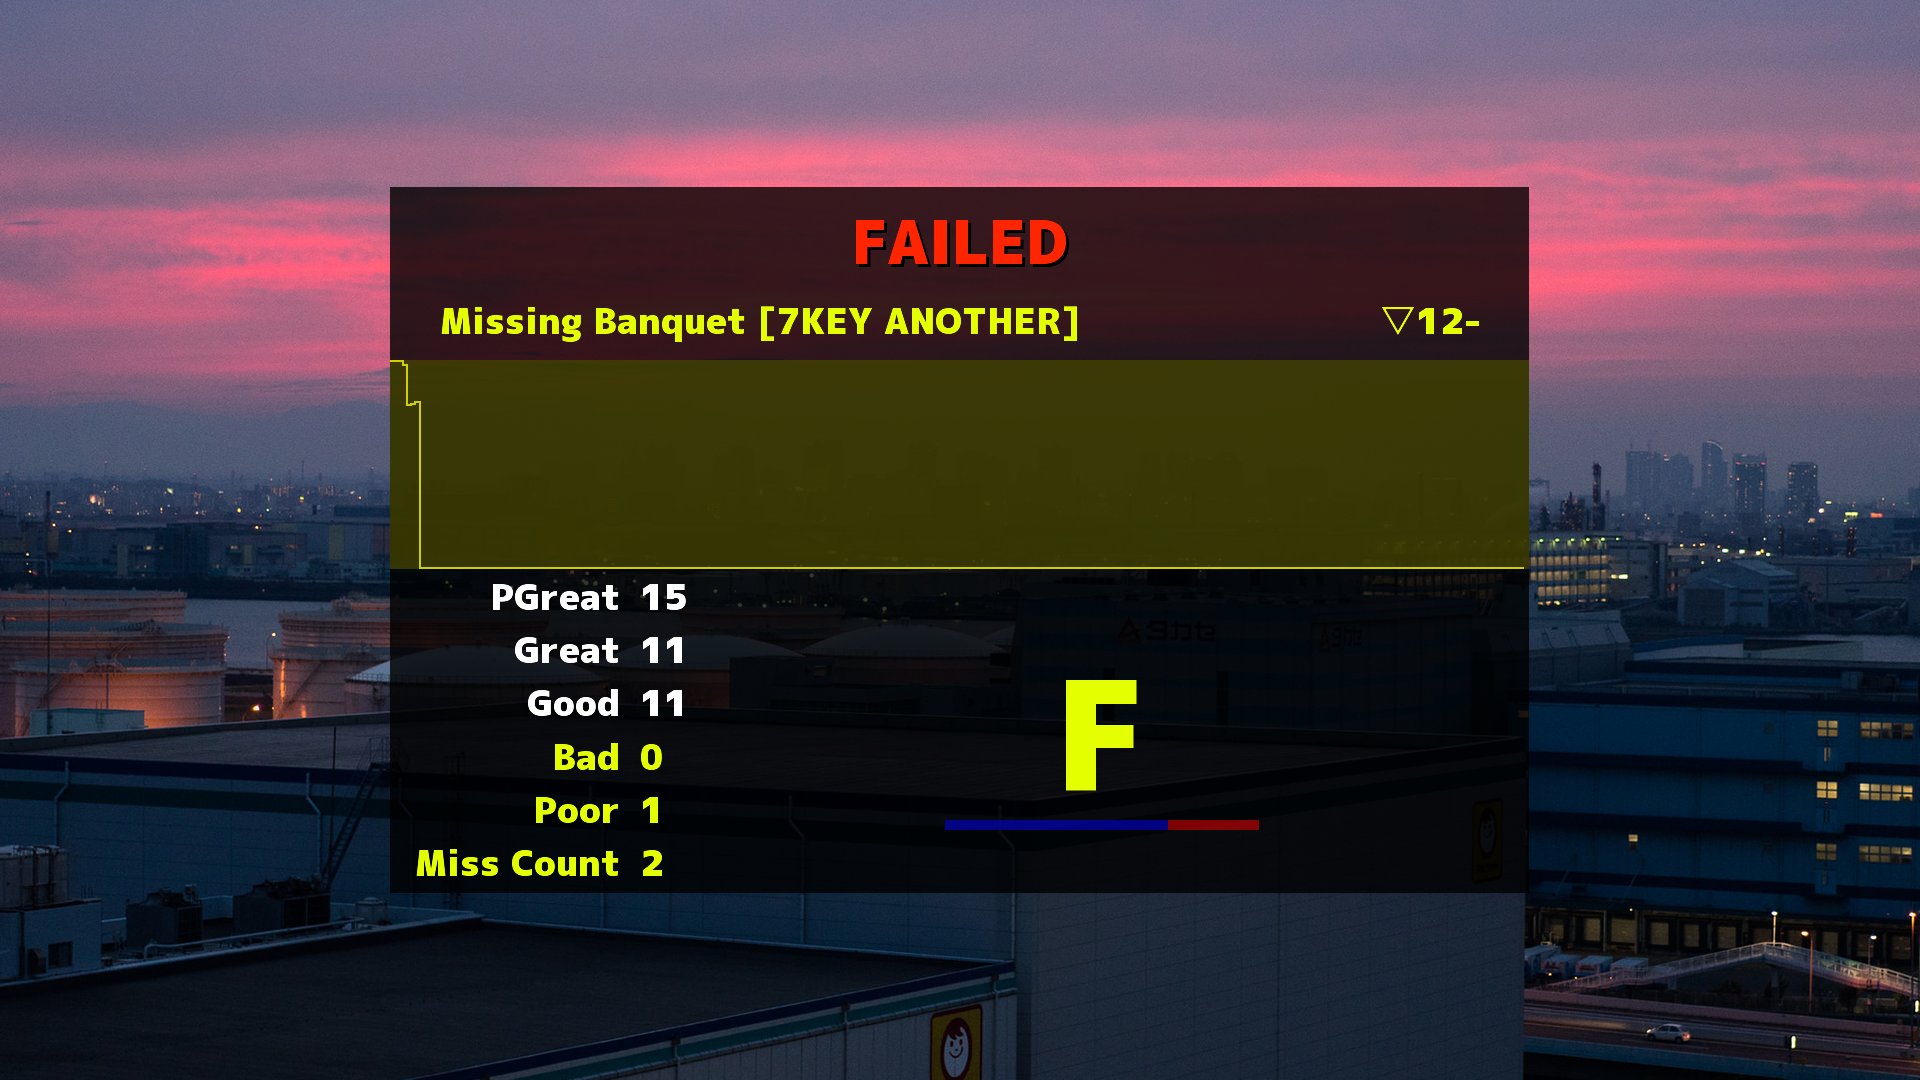 FAILED
Missing Banquet [7KEY ANOTHER] ▽12-
PGreat 15
Great 11
Good 11
Bad 0
Poor 1
Miss Count 2
F